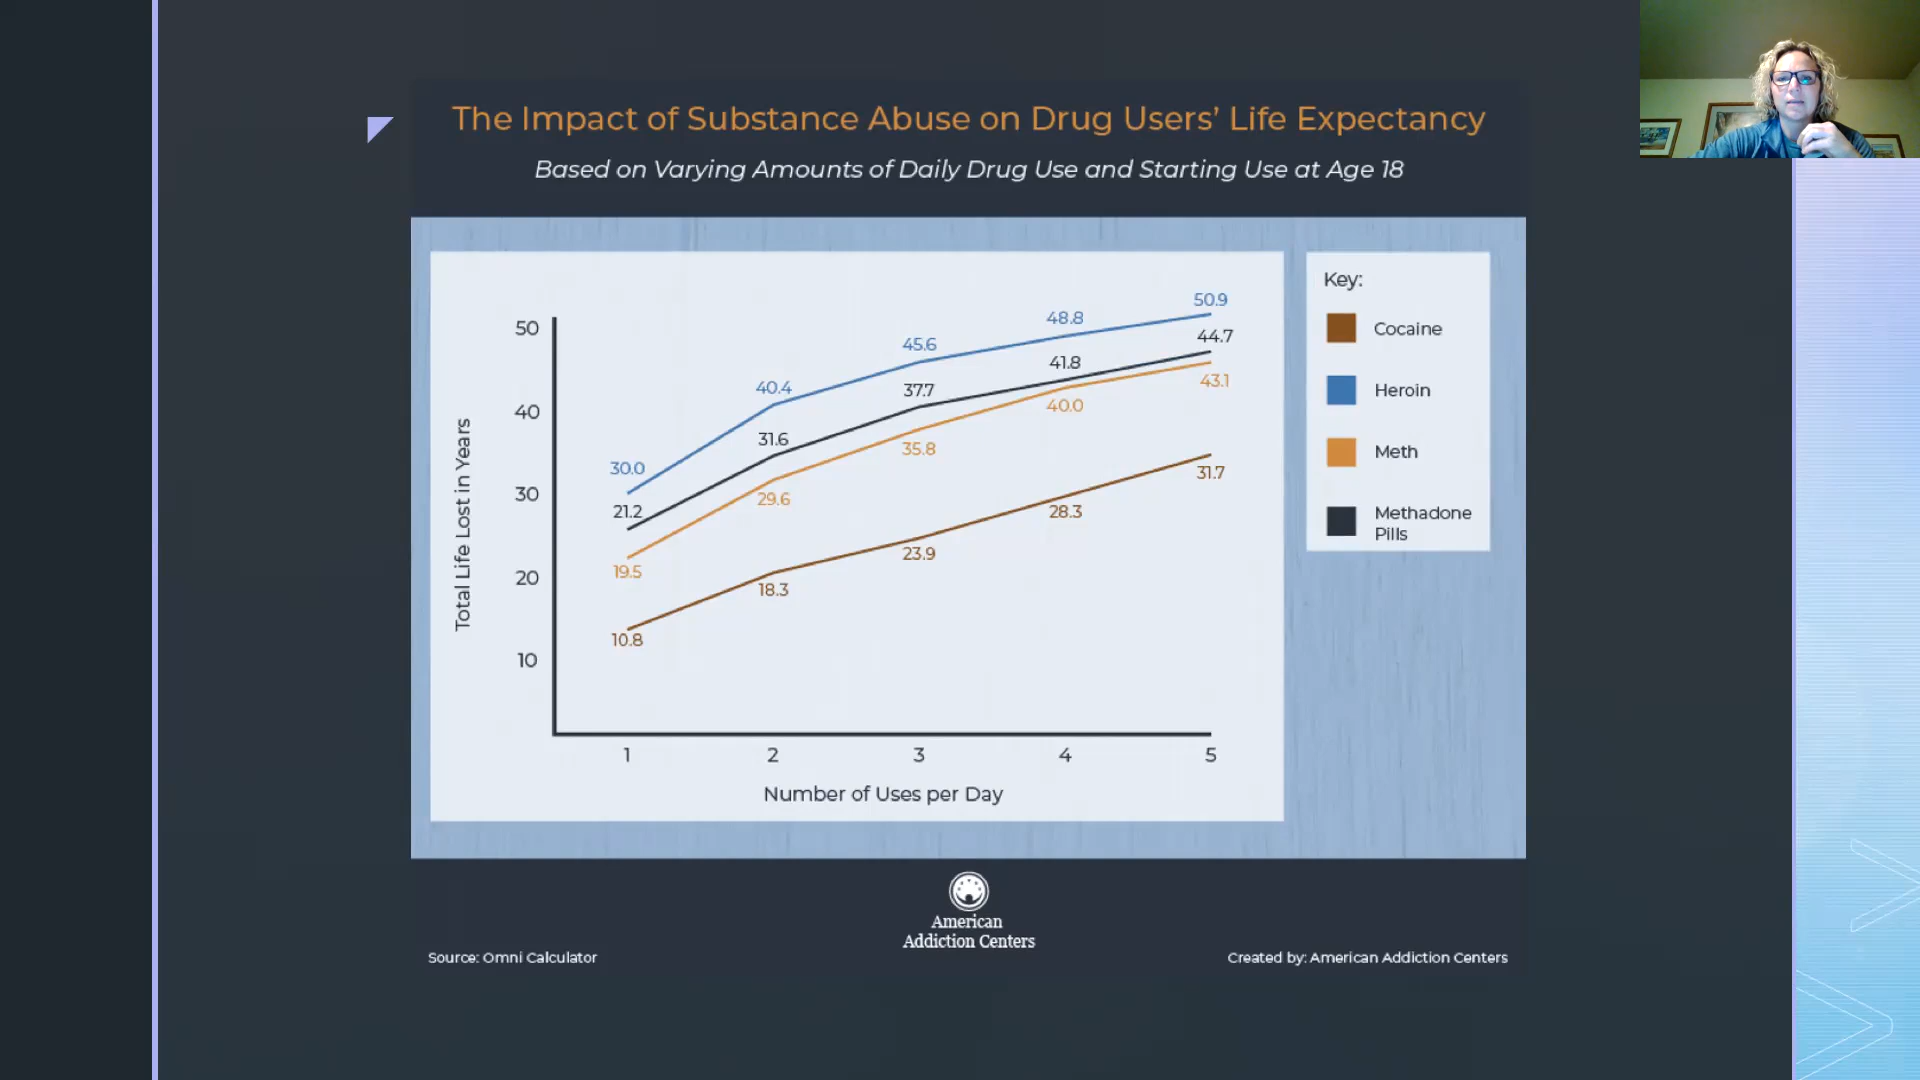 The Impact of Substance Abuse on Drug Users' Life Expectancy
Based on Varying Amounts of Daily Drug Use and Starting Use at Age 18
Total Life Lost in Years
50
40
30
20
10
30.0
40.4
45.6
48.8
50.9
21.2
31.6
37.7
41.8
44.7
19.5
29.6
35.8
40.0
43.1
10.8
18.3
23.9
28.3
31.7
1 2 3 4 5
Number of Uses per Day
Key:
Cocaine
Heroin
Meth
Methadone
Pills
American
Addiction Centers
Source: Omni Calculator
Created by: American Addiction Centers